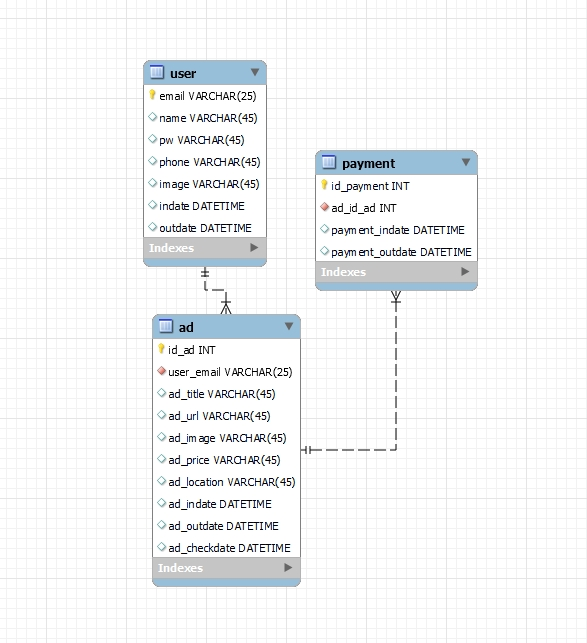 user
email VARCHAR(25)
name VARCHAR(45)
pw VARCHAR(45)
phone VARCHAR(45)
image VARCHAR(45)
indate DATETIME
outdate DATETIME
Indexes
payment
id_payment INT
ad_id_ad INT
payment_indate DATETIME
payment_outdate DATETIME
Indexes
ad
id_ad INT
user_email VARCHAR(25)
ad_title VARCHAR(45)
ad_url VARCHAR(45)
ad_image VARCHAR(45)
ad_price VARCHAR(45)
ad_location VARCHAR(45)
ad_indate DATETIME
ad_outdate DATETIME
ad_checkdate DATETIME
Indexes